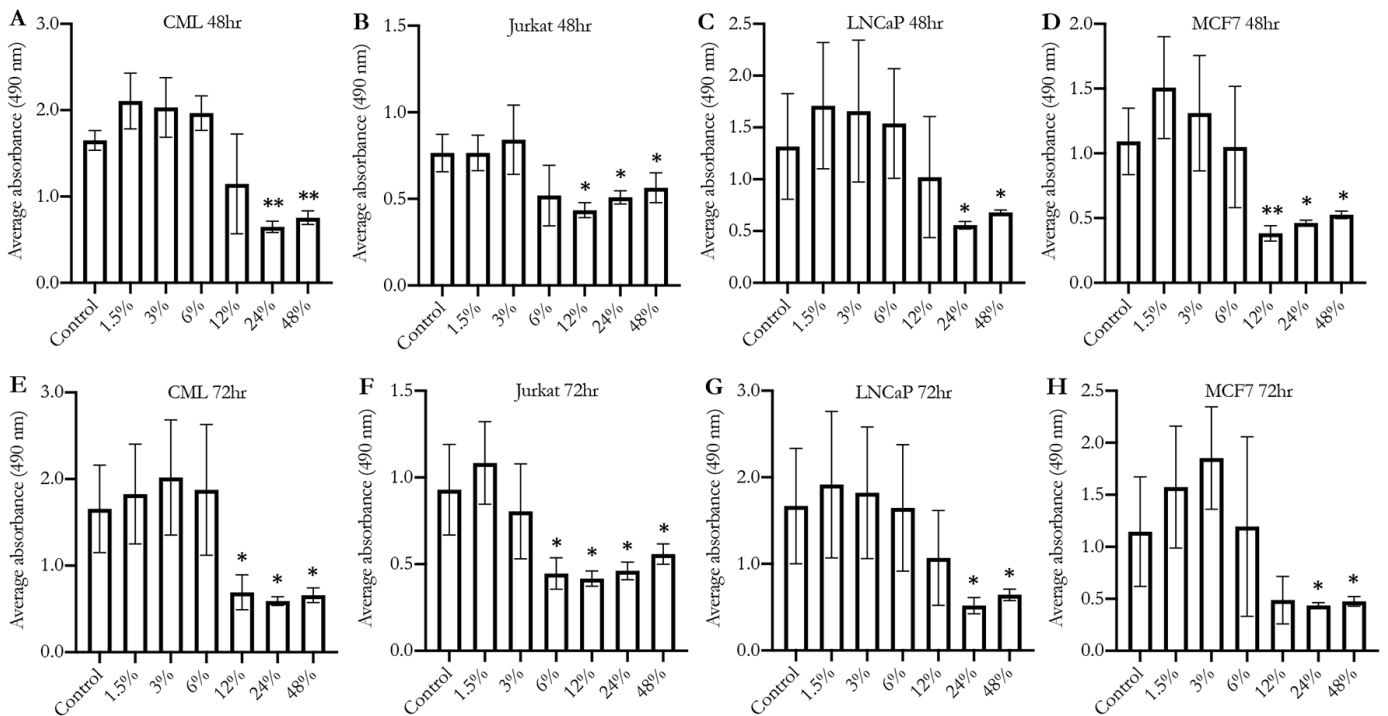 A
CML 48hr
Average absorbance (490 nm)
3.0
2.0
1.0
0.0
** **
Control 1.5% 3% 6% 12% 24% 48%
B
Jurkat 48hr
Average absorbance (490 nm)
1.5
1.0
0.5
0.0
* * *
Control 1.5% 3% 6% 12% 24% 48%
C
LNCaP 48hr
Average absorbance (490 nm)
2.5
2.0
1.5
1.0
0.5
0.0
* *
Control 1.5% 3% 6% 12% 24% 48%
D
MCF7 48hr
Average absorbance (490 nm)
2.0
1.5
1.0
0.5
0.0
** * *
Control 1.5% 3% 6% 12% 24% 48%
E
CML 72hr
Average absorbance (490 nm)
3.0
2.0
1.0
0.0
* * *
Control 1.5% 3% 6% 12% 24% 48%
F
Jurkat 72hr
Average absorbance (490 nm)
1.5
1.0
0.5
0.0
* * * *
Control 1.5% 3% 6% 12% 24% 48%
G
LNCaP 72hr
Average absorbance (490 nm)
3.0
2.0
1.0
0.0
* *
Control 1.5% 3% 6% 12% 24% 48%
H
MCF7 72hr
Average absorbance (490 nm)
2.5
2.0
1.5
1.0
0.5
0.0
* *
Control 1.5% 3% 6% 12% 24% 48%